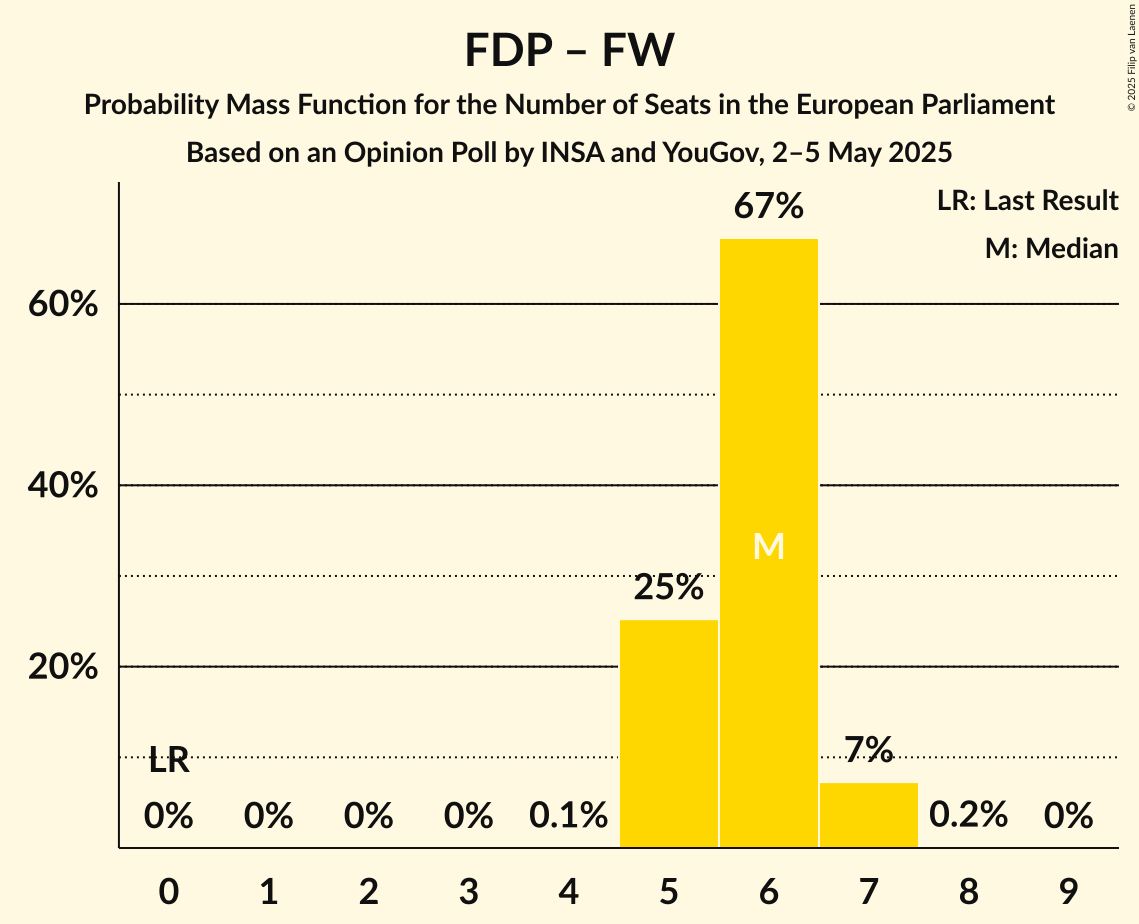 FDP – FW
Probability Mass Function for the Number of Seats in the European Parliament
Based on an Opinion Poll by INSA and YouGov, 2–5 May 2025
© 2025 Filip van Laenen
LR: Last Result
M: Median
67%
60%
40%
M
25%
20%
LR
7%
0% 0% 0% 0% 0.1% 0.2% 0%
0 1 2 3 4 5 6 7 8 9